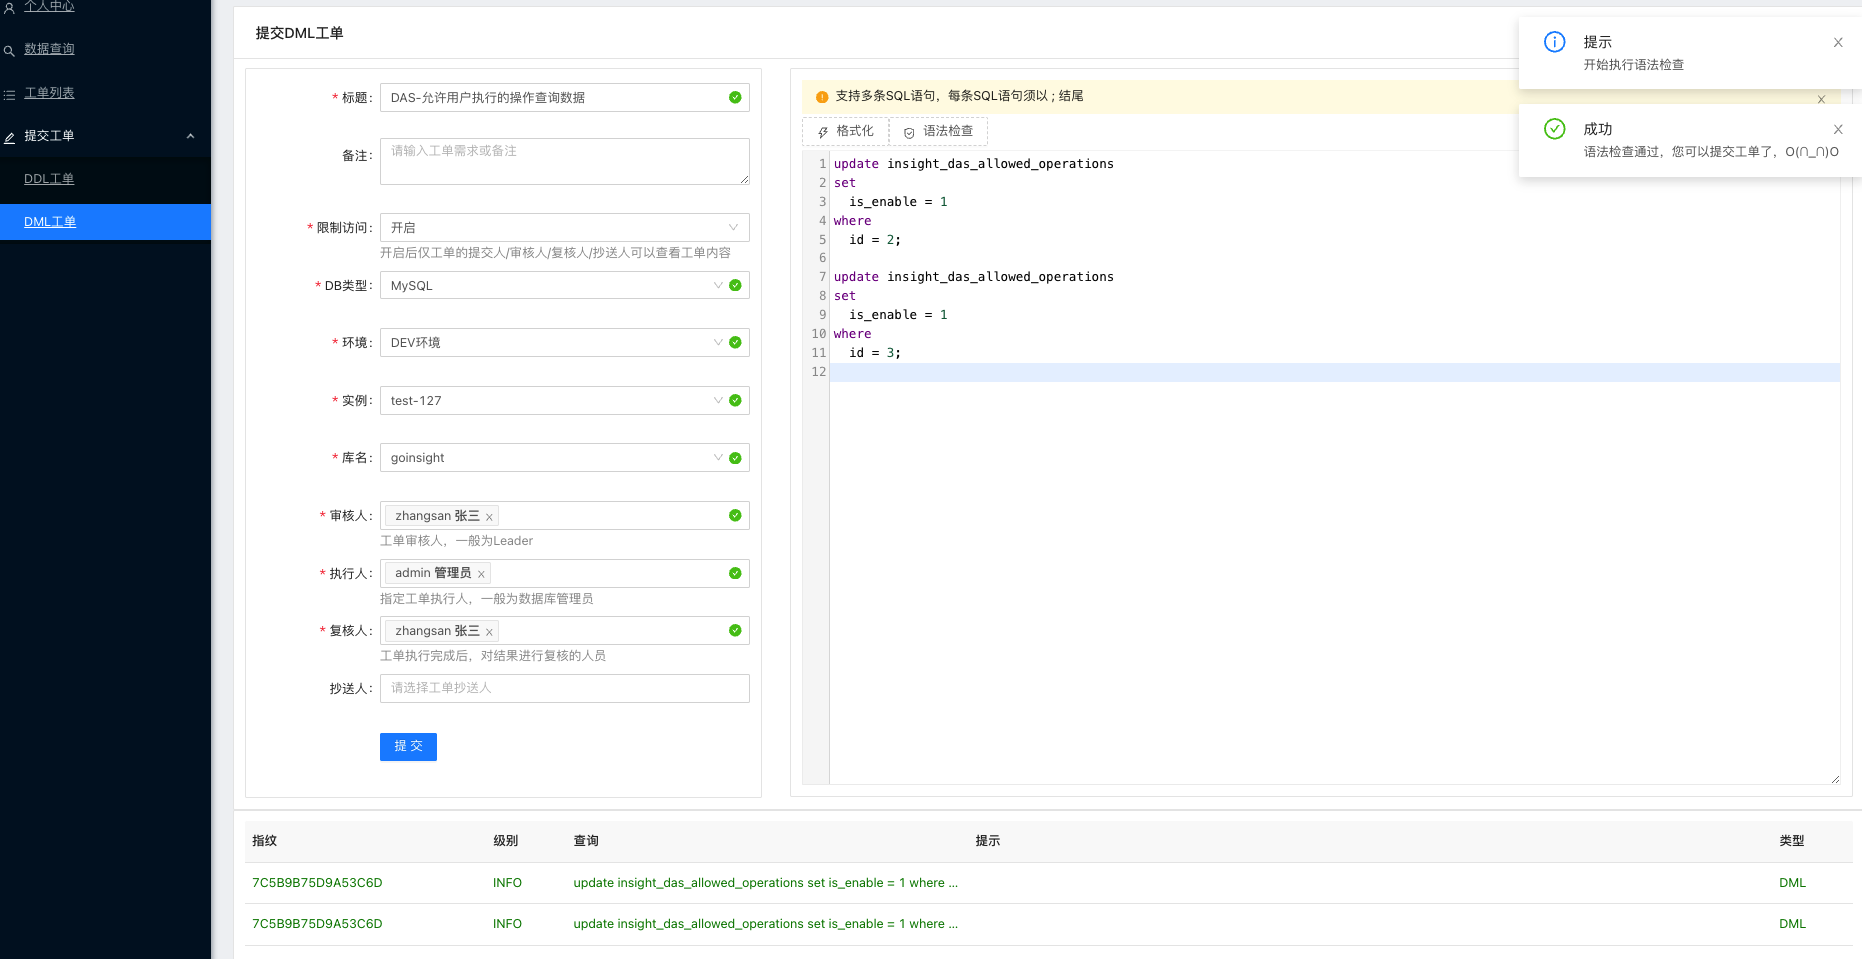 个人中心
数据查询
工单列表
提交工单
DDL工单
DML工单
提交DML工单
* 标题：
DAS-允许用户执行的操作查询数据
备注：
请输入工单需求或备注
* 限制访问：
开启
开启后仅工单的提交人/审核人/复核人/抄送人可以查看工单内容
* DB类型：
MySQL
* 环境：
DEV环境
* 实例：
test-127
* 库名：
goinsight
* 审核人：
zhangsan 张三
工单审核人，一般为Leader
* 执行人：
admin 管理员
指定工单执行人，一般为数据库管理员
* 复核人：
zhangsan 张三
工单执行完成后，对结果进行复核的人员
抄送人：
请选择工单抄送人
提 交
支持多条SQL语句，每条SQL语句须以 ; 结尾
格式化
语法检查
1 update insight_das_allowed_operations
2 set
3 is_enable = 1
4 where
5 id = 2;
6
7 update insight_das_allowed_operations
8 set
9 is_enable = 1
10 where
11 id = 3;
12
提示
开始执行语法检查
成功
语法检查通过，您可以提交工单了，O(∩_∩)O
指纹 级别 查询 提示 类型
7C5B9B75D9A53C6D INFO update insight_das_allowed_operations set is_enable = 1 where ... DML
7C5B9B75D9A53C6D INFO update insight_das_allowed_operations set is_enable = 1 where ... DML